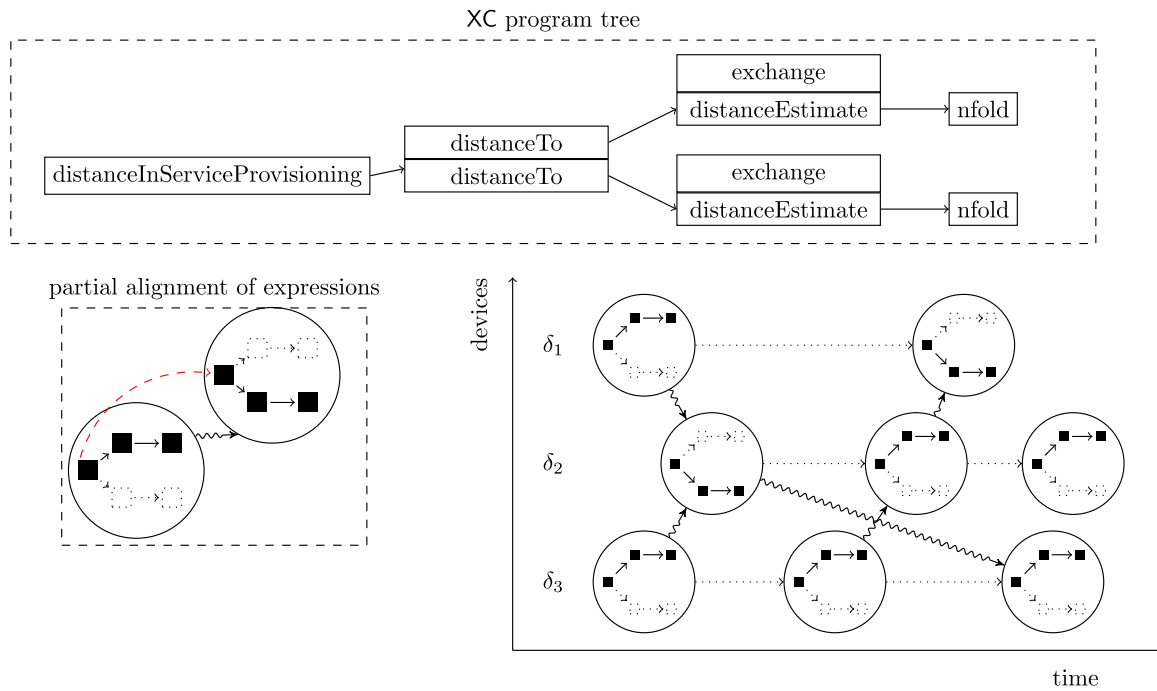 XC program tree
exchange
distanceEstimate
nfold
distanceTo
distanceTo
distanceInServiceProvisioning
exchange
distanceEstimate
nfold
partial alignment of expressions
devices
δ1
δ2
δ3
time